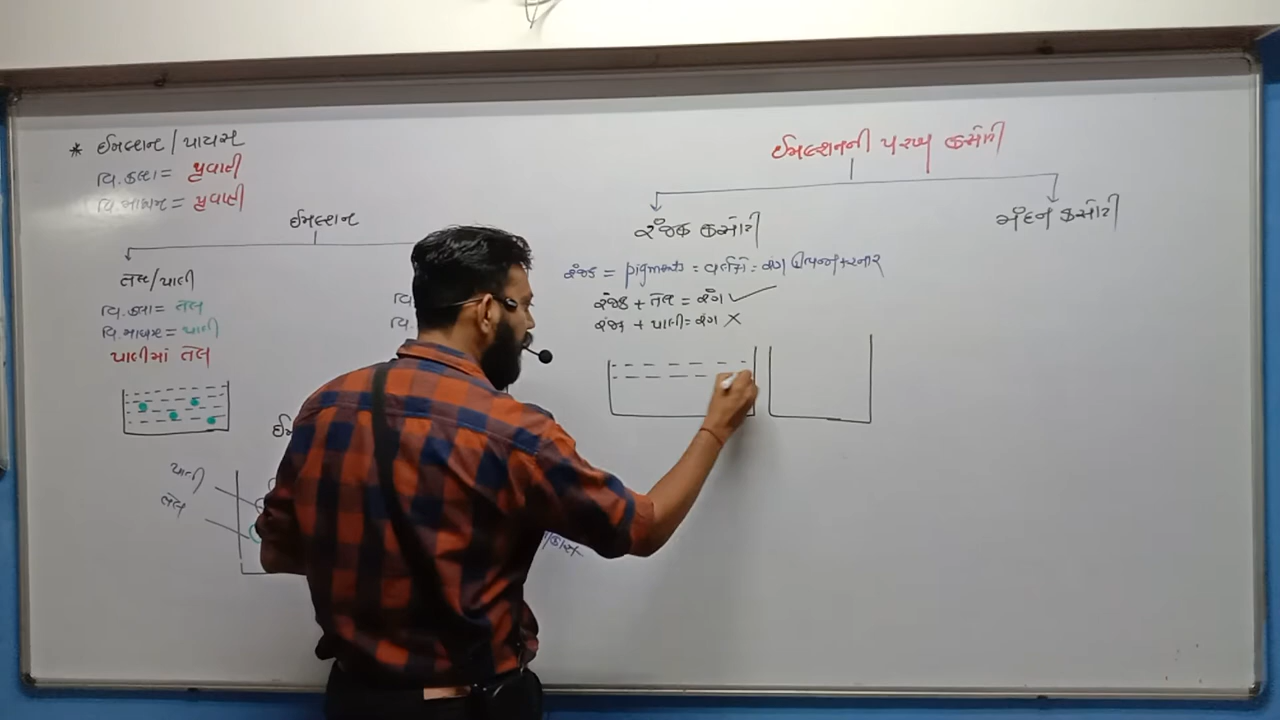 * ઈમલ્શન / પાયસ
વિ.કલા = પ્રવાહી
વિ.માધ્યમ = પ્રવાહી
ઈમલ્શન
તેલ/પાણી
વિ.કલા = તેલ
વિ.માધ્યમ = પાણી
પાણીમાં તેલ
પાણી
તેલ
ઈમલ્શનની પરખ કસોટી
રંજક કસોટી
મંદન કસોટી
રંજક = pigments = વર્ણકો = રંગ ઉત્પન્ન કરનાર
રંજક + તેલ = રંગ ✓
રંજક + પાણી = રંગ X